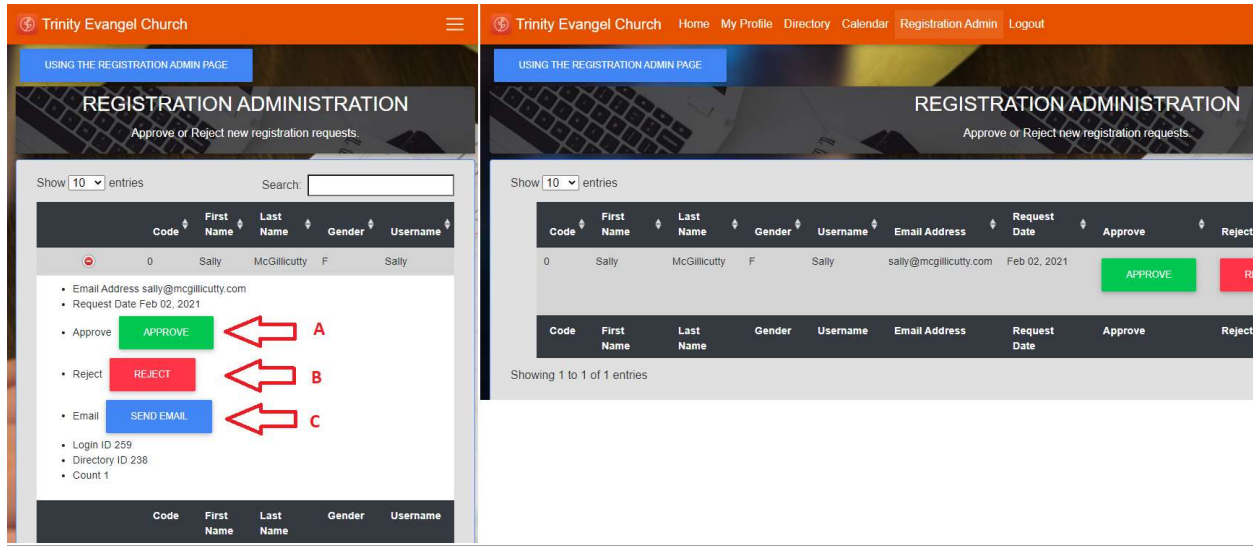 Trinity Evangel Church
USING THE REGISTRATION ADMIN PAGE
REGISTRATION ADMINISTRATION
Approve or Reject new registration requests.
Show 10 entries Search:
Code First Name Last Name Gender Username
0 Sally McGillicutty F Sally
Email Address sally@mcgillicutty.com
Request Date Feb 02, 2021
Approve APPROVE A
Reject REJECT B
Email SEND EMAIL C
Login ID 259
Directory ID 238
Count 1
Code First Name Last Name Gender Username
Trinity Evangel Church Home My Profile Directory Calendar Registration Admin Logout
USING THE REGISTRATION ADMIN PAGE
REGISTRATION ADMINISTRATION
Approve or Reject new registration requests.
Show 10 entries
Code First Name Last Name Gender Username Email Address Request Date Approve Reject
0 Sally McGillicutty F Sally sally@mcgillicutty.com Feb 02, 2021 APPROVE
Code First Name Last Name Gender Username Email Address Request Date Approve Reject
Showing 1 to 1 of 1 entries